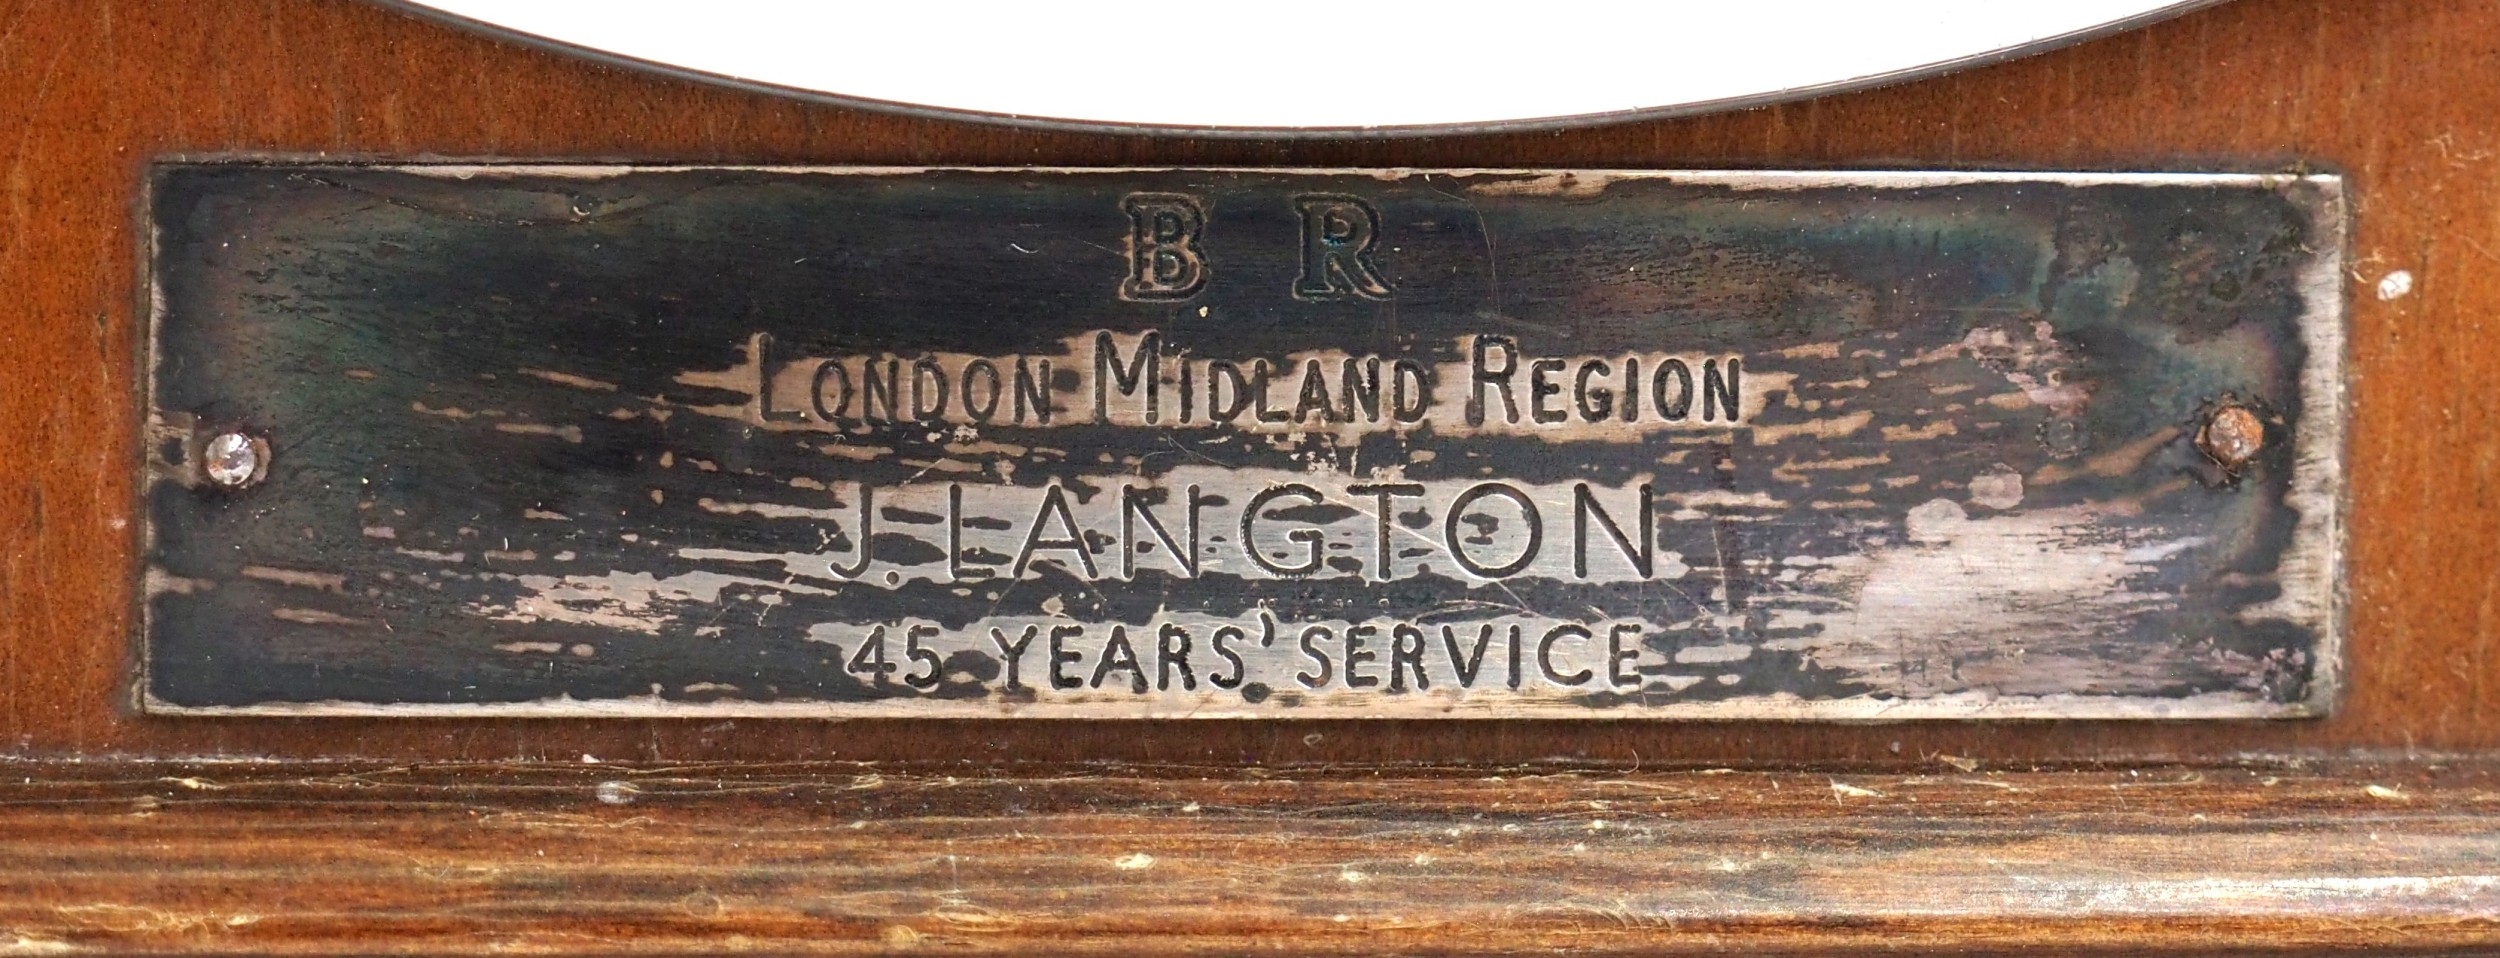 B R
LONDON MIDLAND REGION
J. LANGTON
45 YEARS' SERVICE